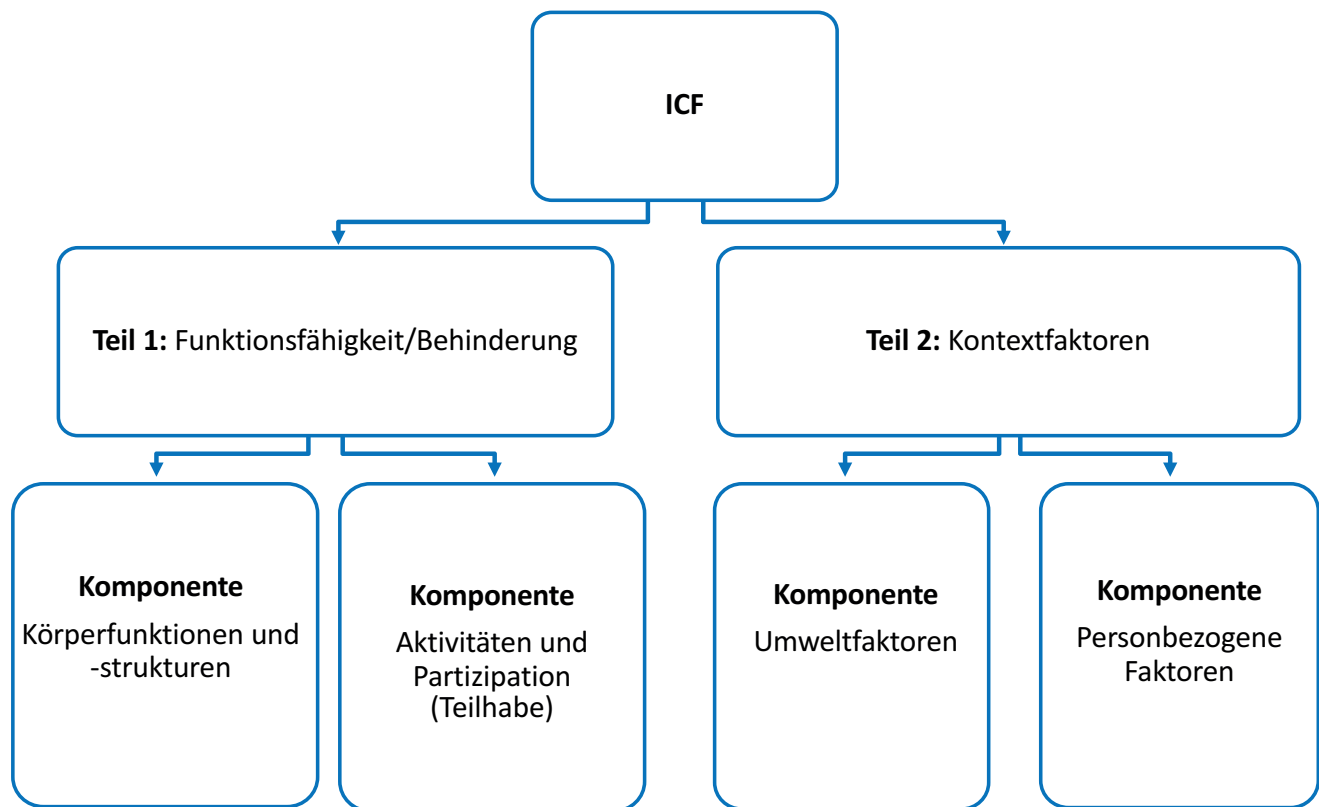 ICF
Teil 1: Funktionsfähigkeit/Behinderung
Teil 2: Kontextfaktoren
Komponente
Körperfunktionen und
-strukturen
Komponente
Aktivitäten und
Partizipation
(Teilhabe)
Komponente
Umweltfaktoren
Komponente
Personbezogene
Faktoren